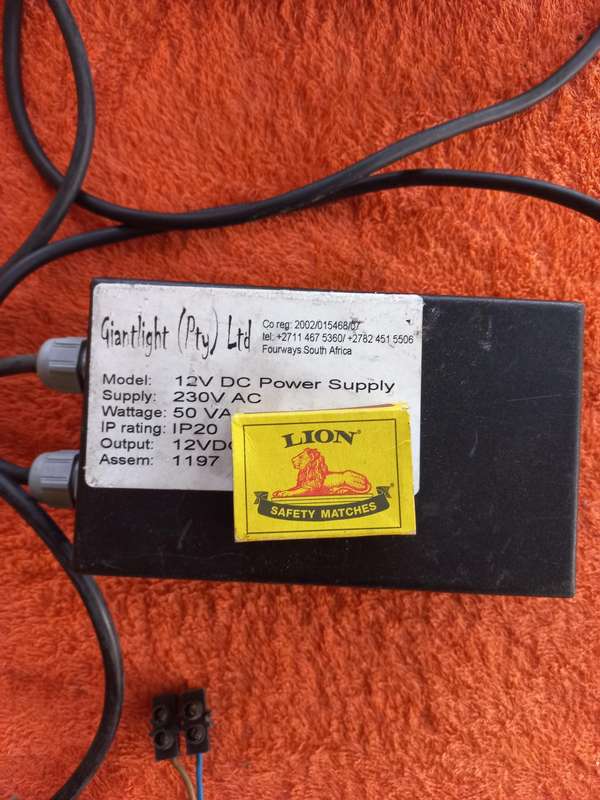 Giantlight (Pty) Ltd
Co reg: 2002/015468/07
tel: +2711 467 5360/ +2782 451 5506
Fourways South Africa
Model: 12V DC Power Supply
Supply: 230V AC
Wattage: 50 VA
IP rating: IP20
Output: 12VDC
Assem: 1197
LION
SAFETY MATCHES